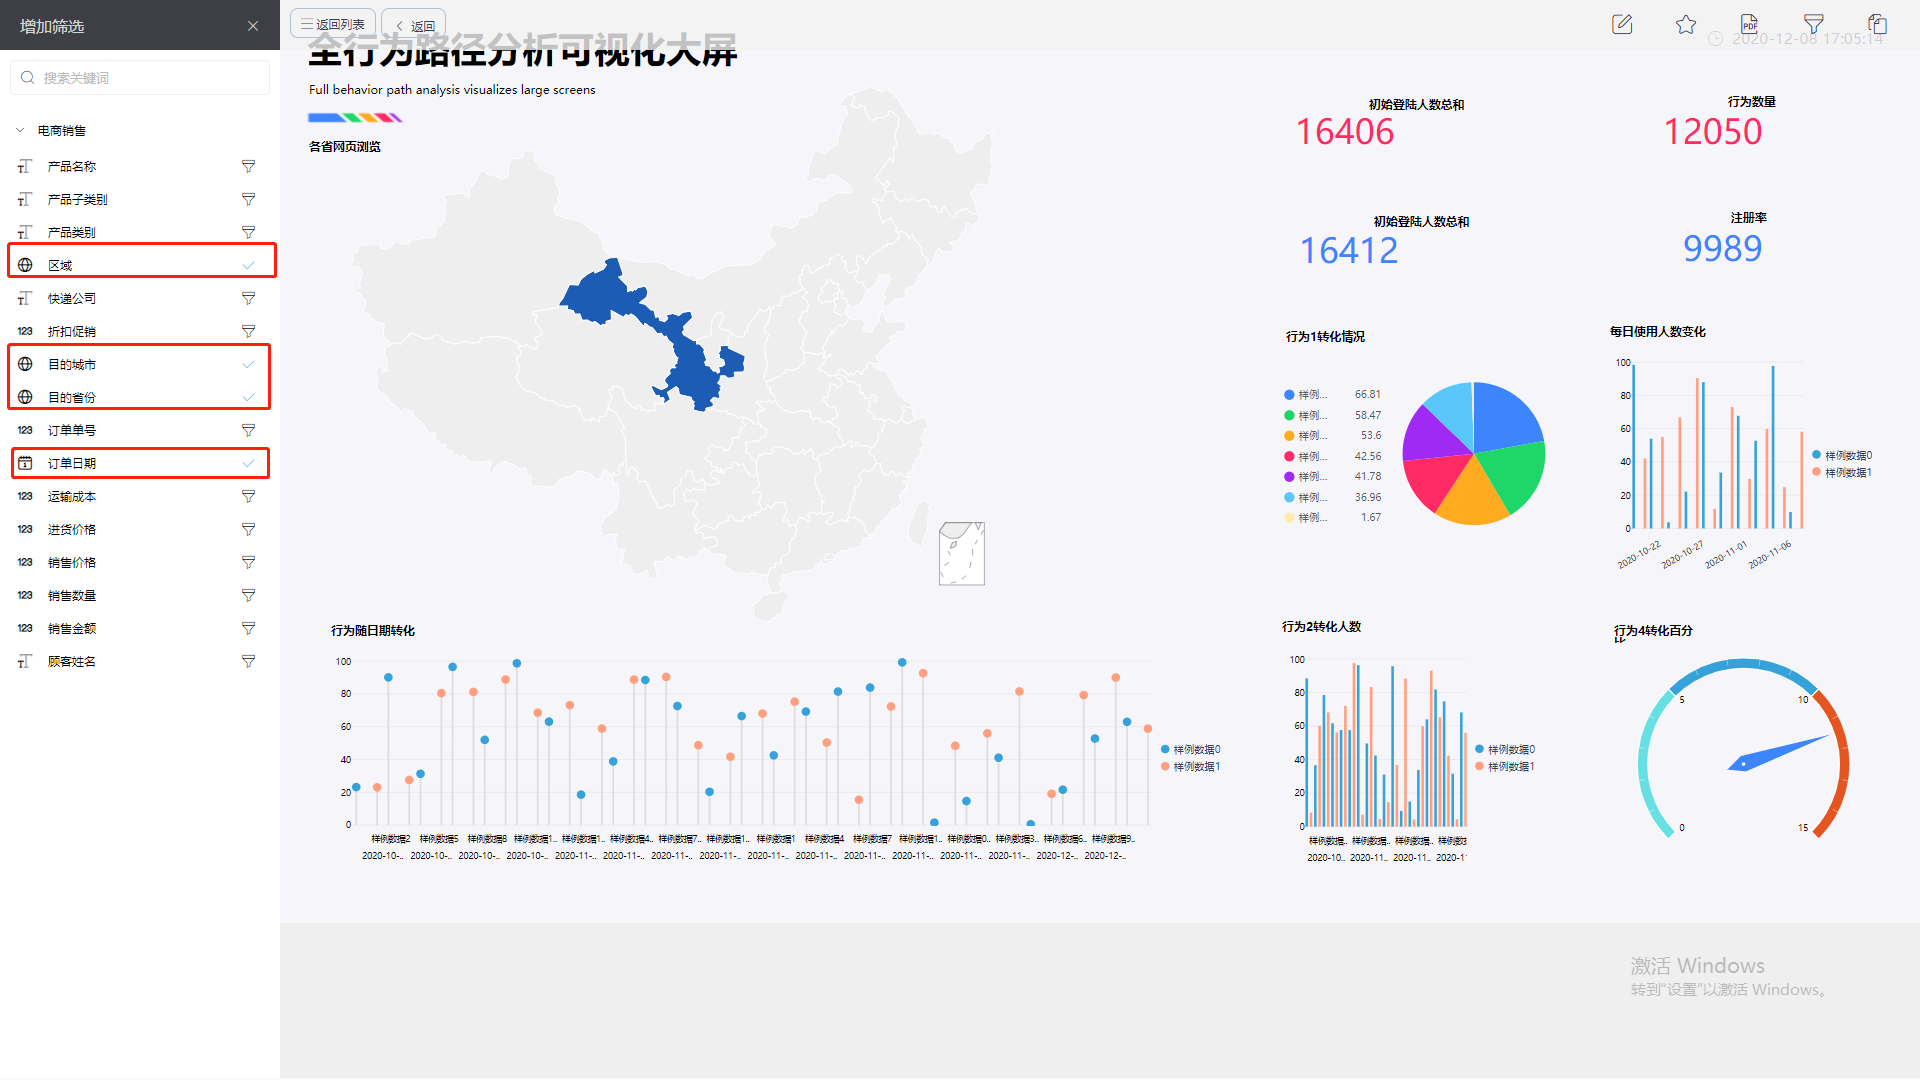 增加筛选
搜索关键词
电商销售
产品名称
产品子类别
产品类别
区域
快递公司
123 折扣促销
目的城市
目的省份
123 订单单号
订单日期
123 运输成本
123 进货价格
123 销售价格
123 销售数量
123 销售金额
顾客姓名
返回列表
返回
PDF
2020-12-08 17:05:14
全行为路径分析可视化大屏
Full behavior path analysis visualizes large screens
各省网页浏览
初始登陆人数总和
16406
行为数量
12050
初始登陆人数总和
16412
注册率
9989
行为1转化情况
样例... 66.81
样例... 58.47
样例... 53.6
样例... 42.56
样例... 41.78
样例... 36.96
样例... 1.67
每日使用人数变化
100
80
60
40
20
0
2020-10-22
2020-10-27
2020-11-01
2020-11-06
样例数据0
样例数据1
行为随日期转化
100
80
60
40
20
0
样例数据2 样例数据5 样例数据8 样例数据1.. 样例数据1.. 样例数据4.. 样例数据7.. 样例数据1.. 样例数据1 样例数据4 样例数据7 样例数据1.. 样例数据0.. 样例数据3.. 样例数据6.. 样例数据9..
2020-10-.. 2020-10-.. 2020-10-.. 2020-10-.. 2020-11-.. 2020-11-.. 2020-11-.. 2020-11-.. 2020-11-.. 2020-11-.. 2020-11-.. 2020-11-.. 2020-11-.. 2020-11-.. 2020-12-.. 2020-12-..
样例数据0
样例数据1
行为2转化人数
100
80
60
40
20
0
样例数据.. 样例数据.. 样例数据.. 样例数据
2020-10.. 2020-11.. 2020-11.. 2020-11
样例数据0
样例数据1
行为4转化百分
比
5
10
0
15
激活 Windows
转到“设置”以激活 Windows。